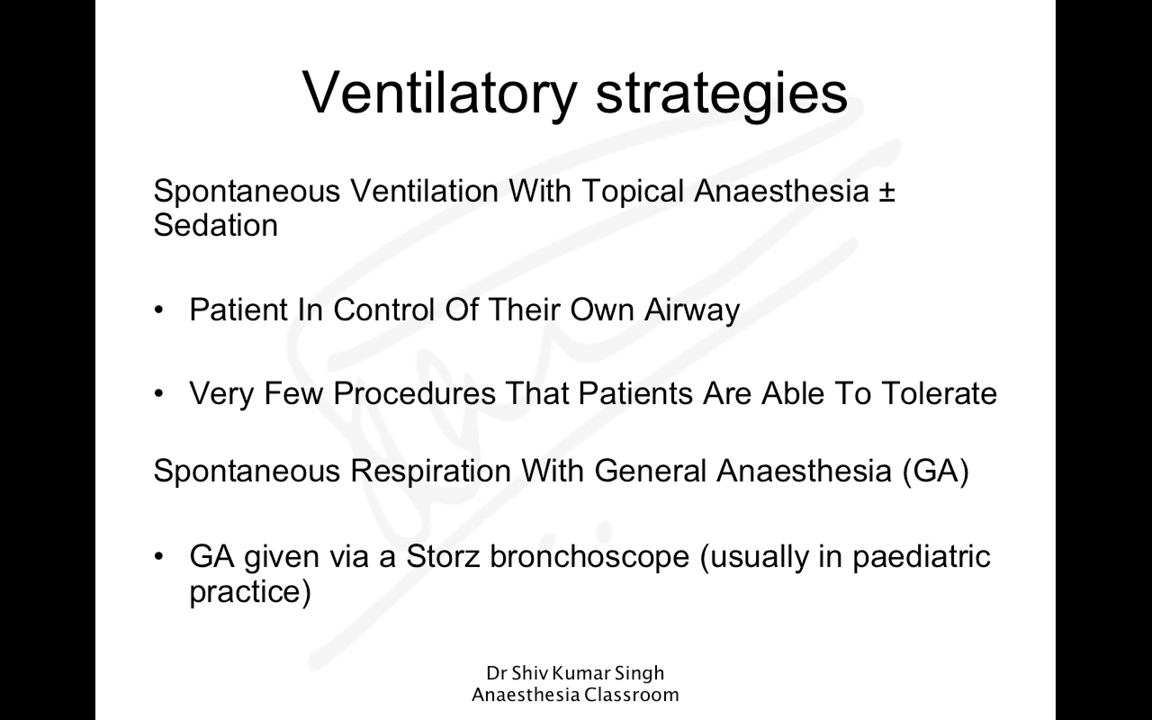 Ventilatory strategies
Spontaneous Ventilation With Topical Anaesthesia ±
Sedation
• Patient In Control Of Their Own Airway
• Very Few Procedures That Patients Are Able To Tolerate
Spontaneous Respiration With General Anaesthesia (GA)
• GA given via a Storz bronchoscope (usually in paediatric
practice)
Dr Shiv Kumar Singh
Anaesthesia Classroom